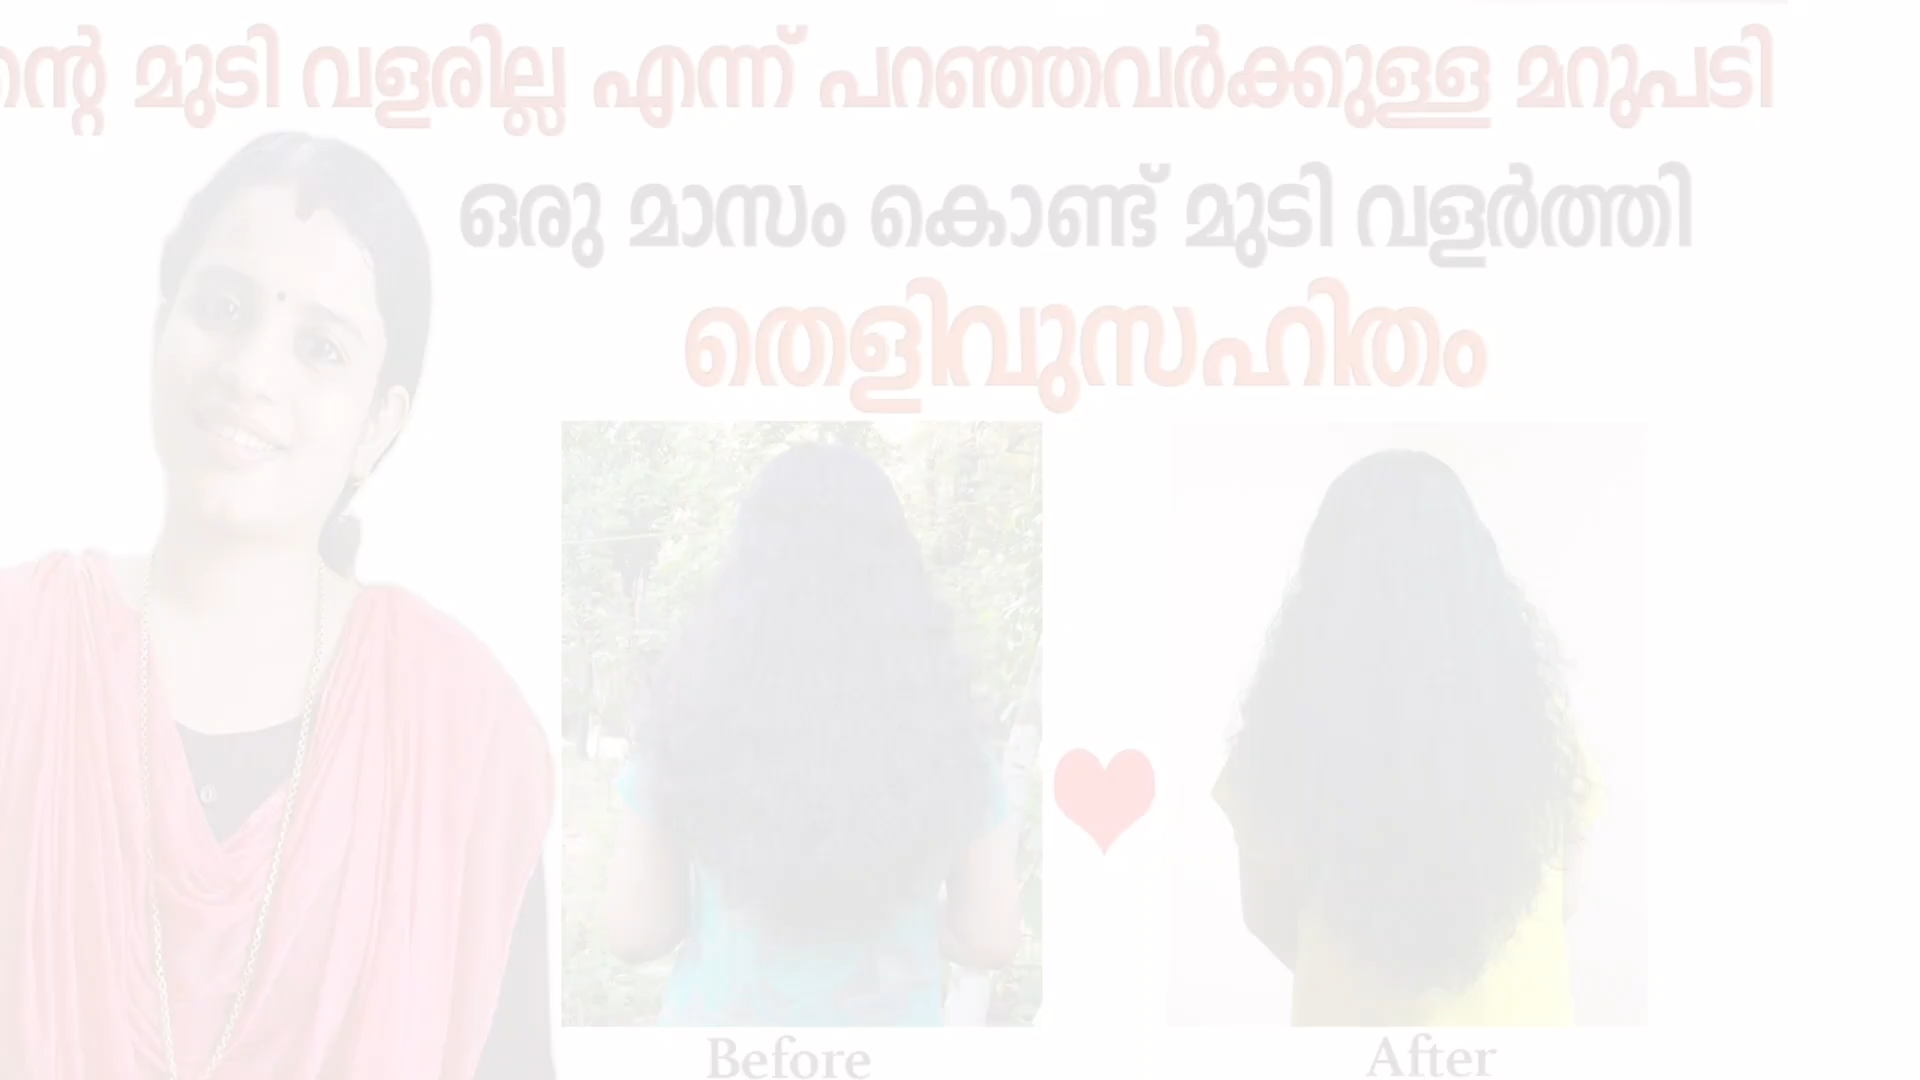 മുടി വളരില്ല എന്ന് പറഞ്ഞവർക്കുള്ള മറുപടി
ഒരു മാസം കൊണ്ട് മുടി വളർത്തി
തെളിവുസഹിതം
Before
After